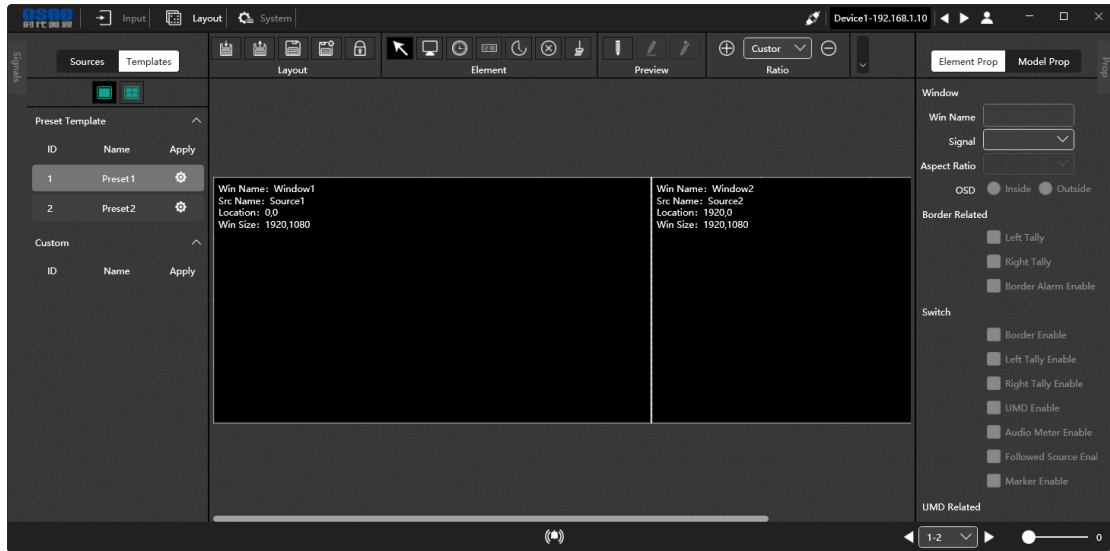 OSEE
时代奥视
Input
Layout
System
Device1-192.168.1.10
Signals
Sources
Templates
Layout
Element
Preview
Custor
Ratio
Element Prop
Model Prop
Prop
Preset Template
ID Name Apply
1 Preset1
2 Preset2
Custom
ID Name Apply
Win Name: Window1
Src Name: Source1
Location: 0,0
Win Size: 1920,1080
Win Name: Window2
Src Name: Source2
Location: 1920,0
Win Size: 1920,1080
Window
Win Name
Signal
Aspect Ratio
OSD Inside Outside
Border Related
Left Tally
Right Tally
Border Alarm Enable
Switch
Border Enable
Left Tally Enable
Right Tally Enable
UMD Enable
Audio Meter Enable
Followed Source Enal
Marker Enable
UMD Related
1-2
0